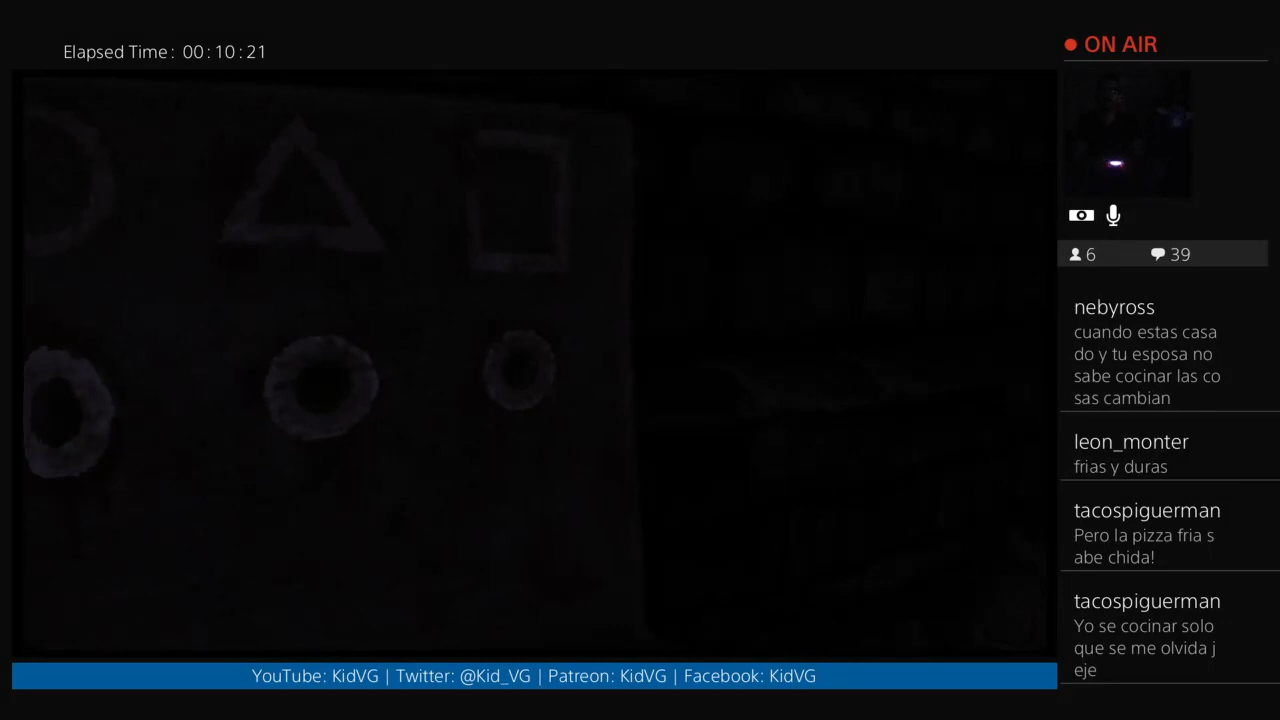 Elapsed Time: 00:10:21
ON AIR
6 39
nebyross
cuando estas casa
do y tu esposa no
sabe cocinar las co
sas cambian
leon_monter
frias y duras
tacospiguerman
Pero la pizza fria s
abe chida!
tacospiguerman
Yo se cocinar solo
que se me olvida j
eje
YouTube: KidVG | Twitter: @Kid_VG | Patreon: KidVG | Facebook: KidVG